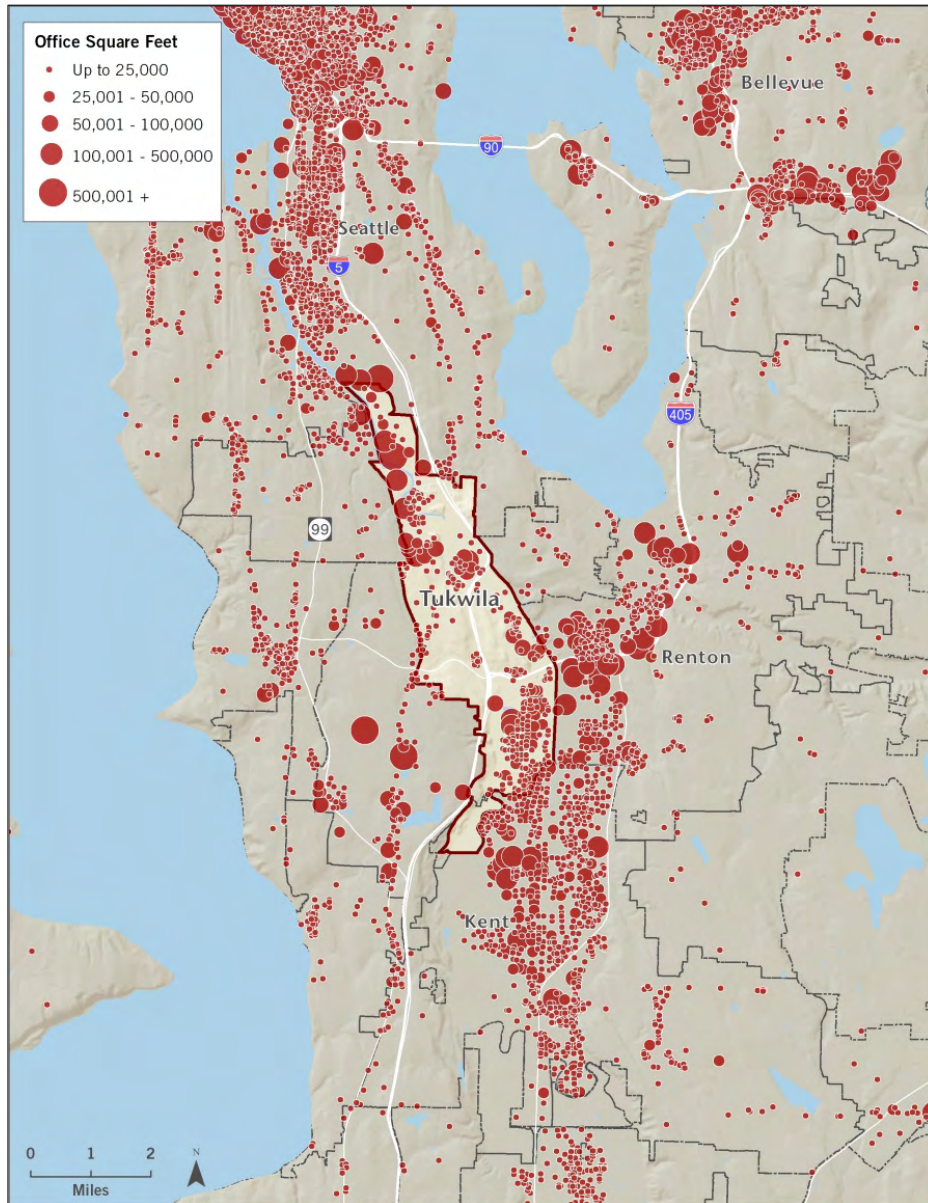 Office Square Feet
Up to 25,000
25,001 - 50,000
50,001 - 100,000
100,001 - 500,000
500,001 +
Bellevue
90
Seattle
5
405
99
Tukwila
Renton
Kent
0 1 2
Miles
N